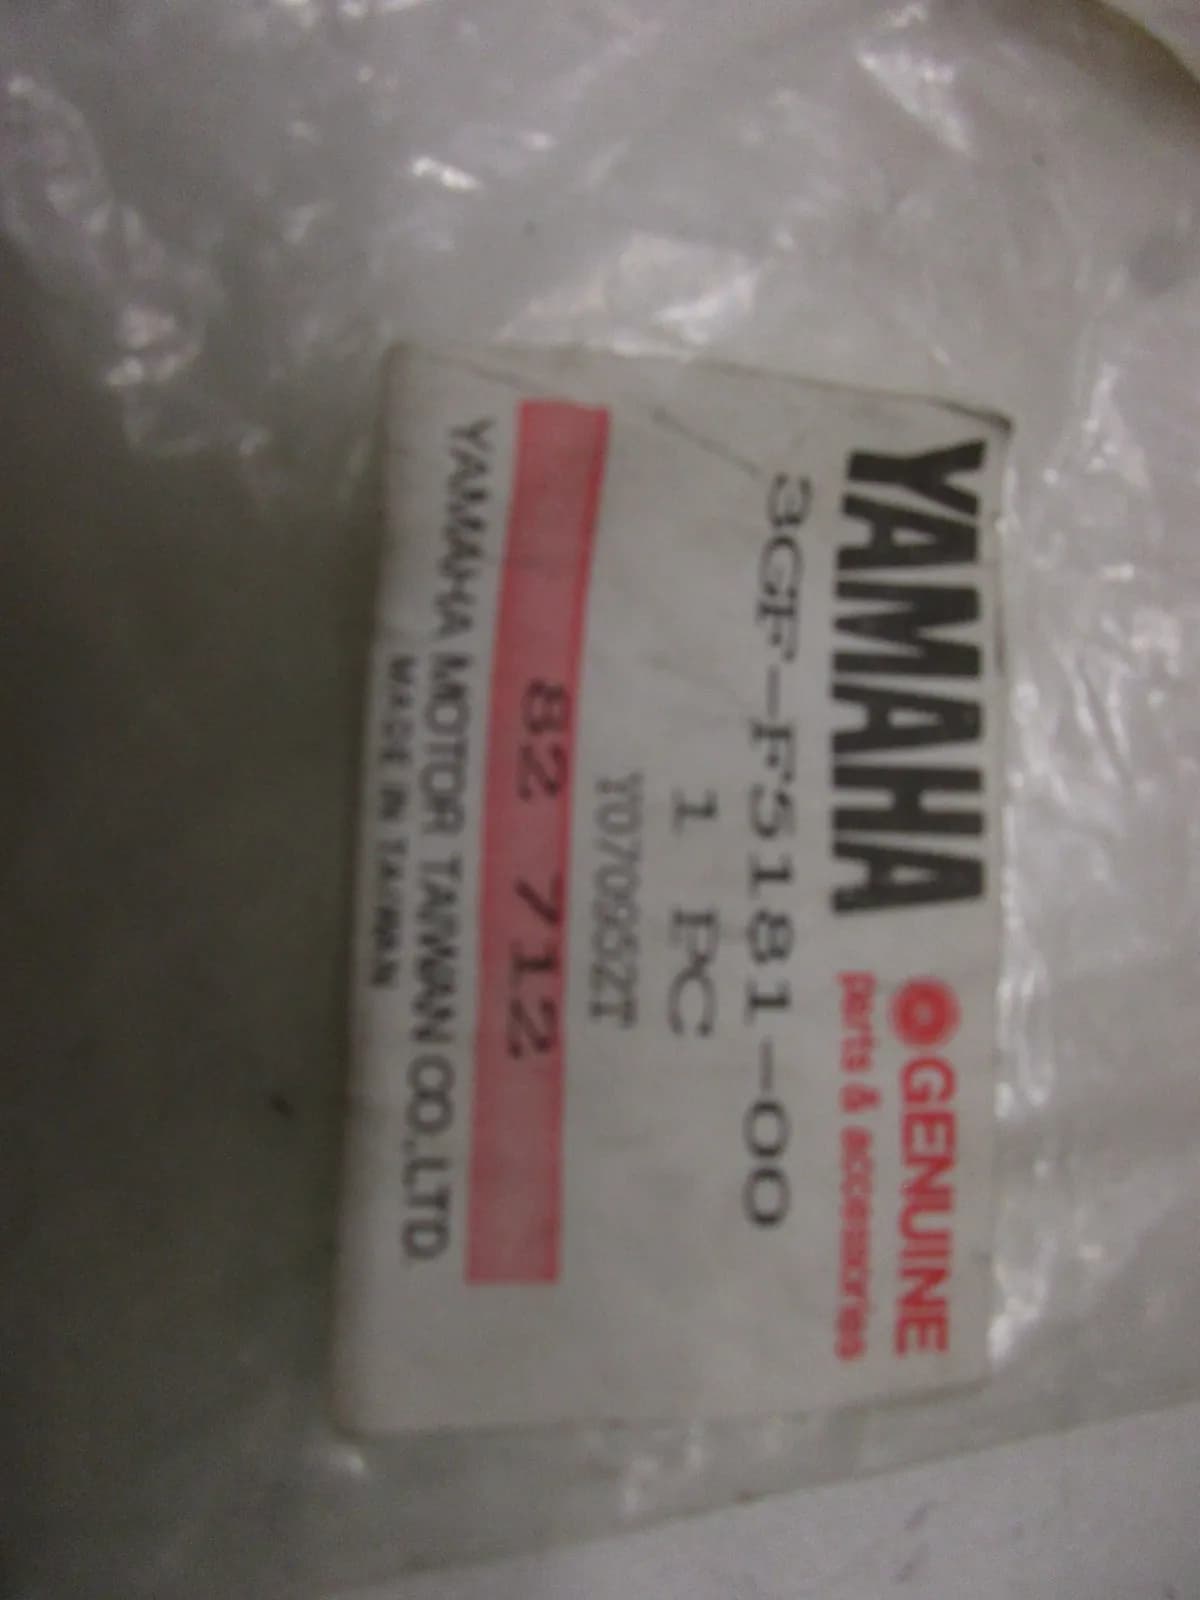 YAMAHA GENUINE
parts & accessories
3GF-F5181-00
1 PC
Y070952T
82 712
YAMAHA MOTOR TAIWAN CO.,LTD.
MADE IN TAIWAN